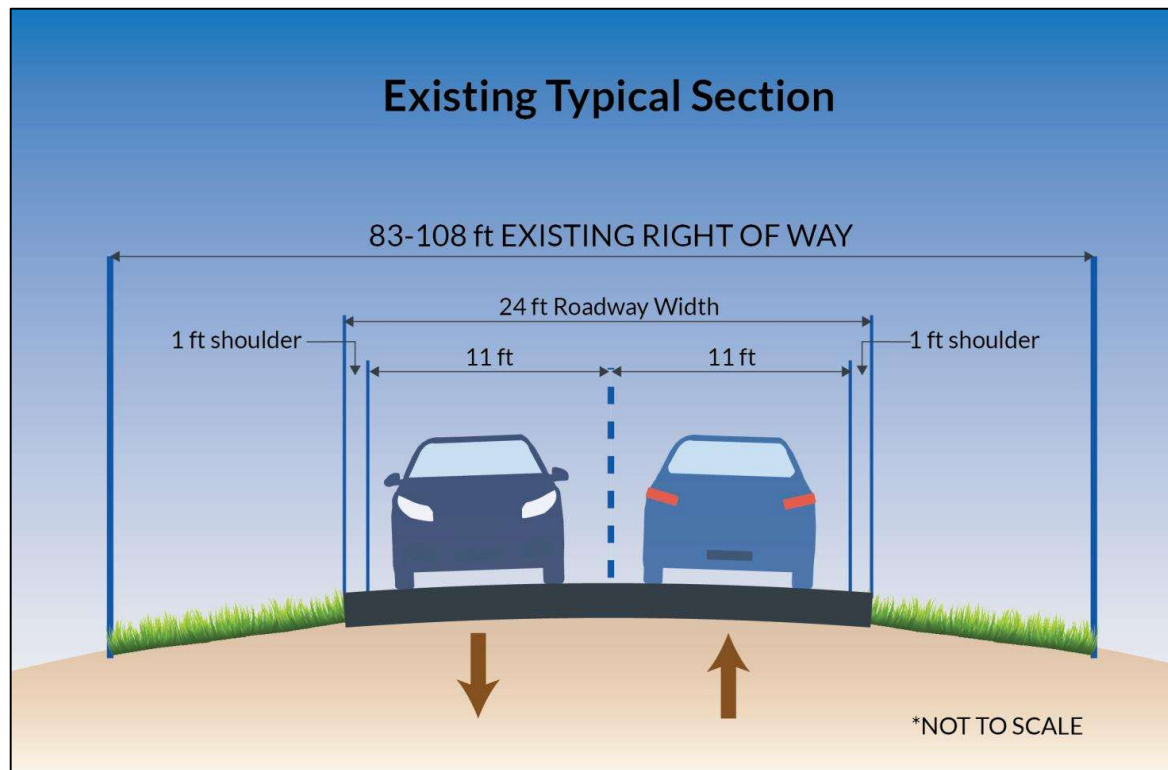 Existing Typical Section
83-108 ft EXISTING RIGHT OF WAY
24 ft Roadway Width
1 ft shoulder
1 ft shoulder
11 ft
11 ft
*NOT TO SCALE